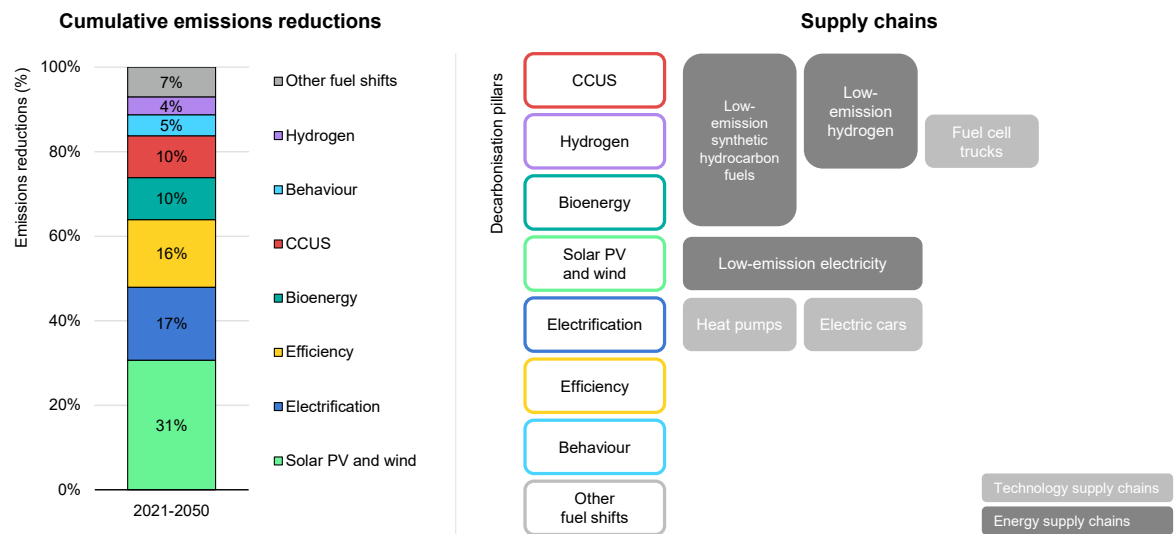 Cumulative emissions reductions
Emissions reductions (%)
100%
80%
60%
40%
20%
0%
7%
4%
5%
10%
10%
16%
17%
31%
2021-2050
Other fuel shifts
Hydrogen
Behaviour
CCUS
Bioenergy
Efficiency
Electrification
Solar PV and wind
Supply chains
Decarbonisation pillars
CCUS
Hydrogen
Bioenergy
Solar PV
and wind
Electrification
Efficiency
Behaviour
Other
fuel shifts
Low-
emission
synthetic
hydrocarbon
fuels
Low-
emission
hydrogen
Fuel cell
trucks
Low-emission electricity
Heat pumps
Electric cars
Technology supply chains
Energy supply chains